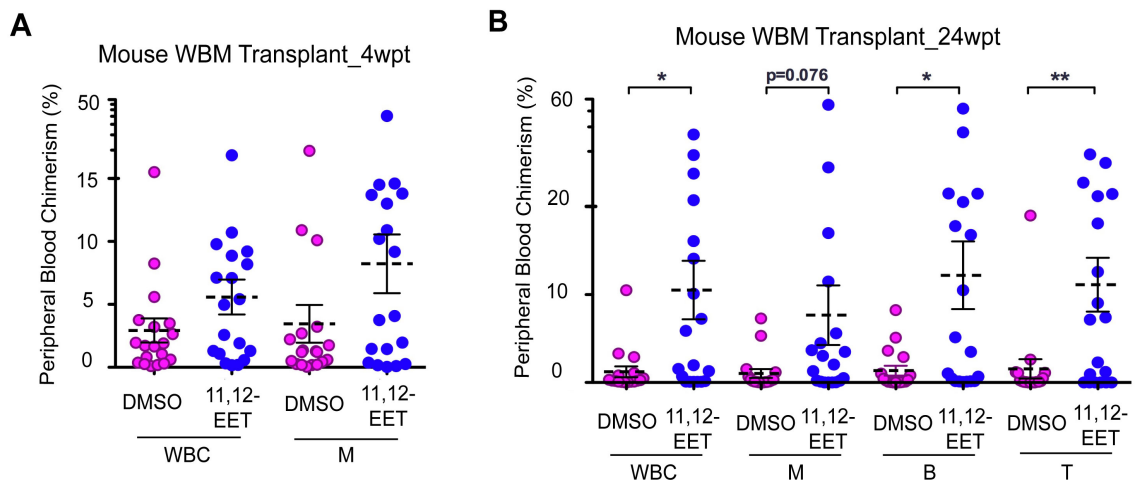 A
Mouse WBM Transplant_4wpt
Peripheral Blood Chimerism (%)
50
15
10
5
0
DMSO
11,12-
EET
DMSO
11,12-
EET
WBC
M
B
Mouse WBM Transplant_24wpt
Peripheral Blood Chimerism (%)
60
20
10
0
*
p=0.076
*
**
DMSO
11,12-
EET
DMSO
11,12-
EET
DMSO
11,12-
EET
DMSO
11,12-
EET
WBC
M
B
T